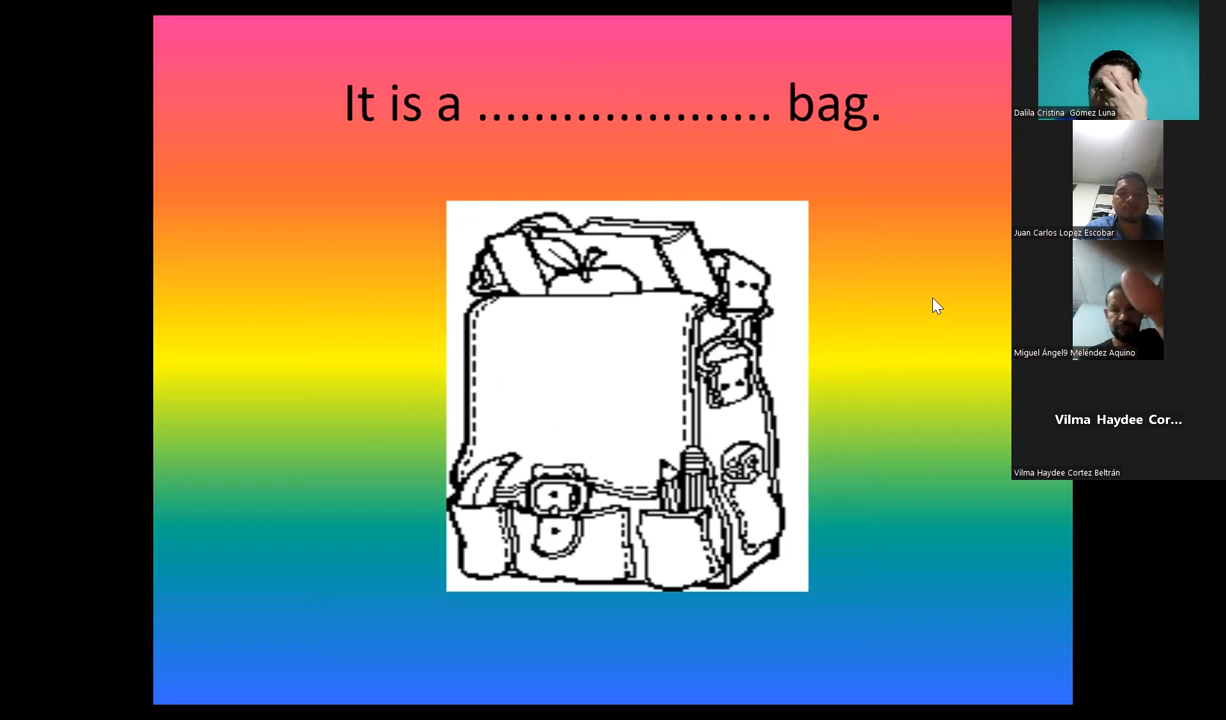 It is a ..................... bag.
Dalila Cristina Gómez Luna
Juan Carlos Lopez Escobar
Miguel Ángel9 Meléndez Aquino
Vilma Haydee Cor...
Vilma Haydee Cortez Beltrán